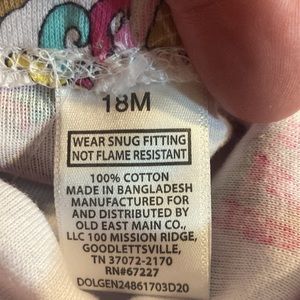 18M
WEAR SNUG FITTING
NOT FLAME RESISTANT
100% COTTON
MADE IN BANGLADESH
MANUFACTURED FOR
AND DISTRIBUTED BY
OLD EAST MAIN CO.,
LLC 100 MISSION RIDGE,
GOODLETTSVILLE,
TN 37072-2170
RN#67227
DOLGEN24861703D20